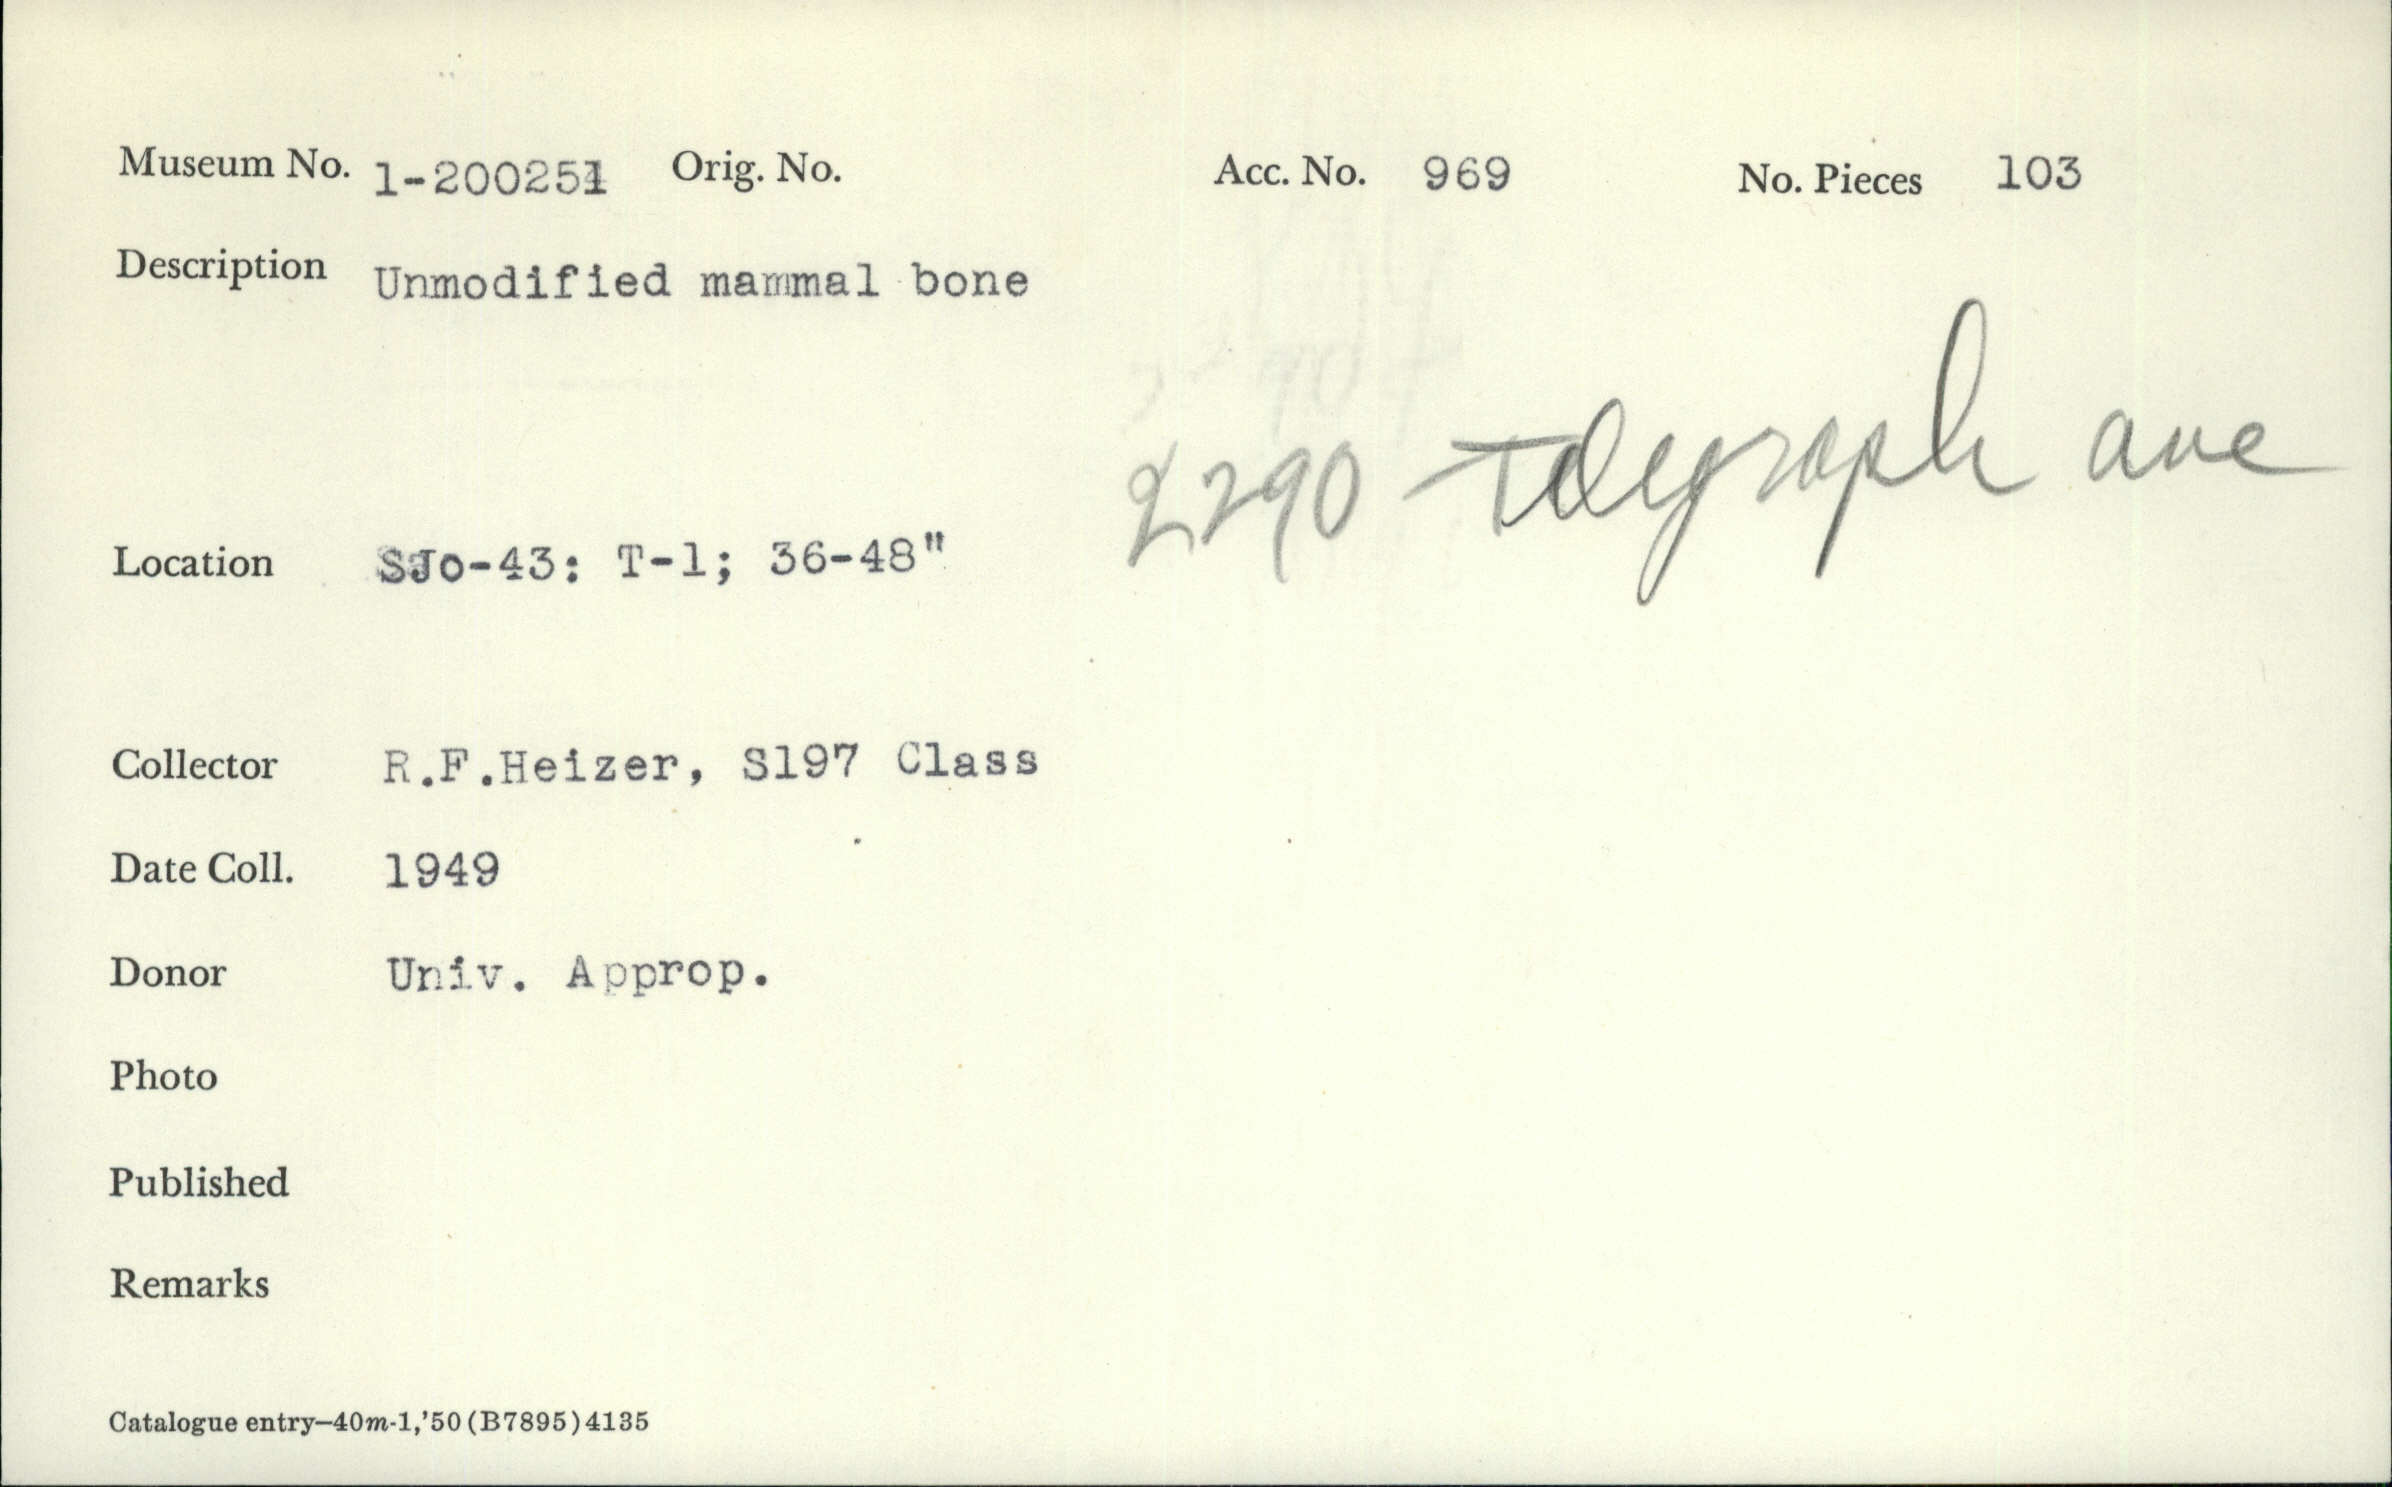 Museum No. 1-200251 Orig. No. Acc. No. 969 No. Pieces 103
Description Unmodified mammal bone
2290 Telegraph ave
Location SJo-43: T-1; 36-48"
Collector R.F.Heizer, S197 Class
Date Coll. 1949
Donor Univ. Approp.
Photo
Published
Remarks
Catalogue entry—40m-1,'50 (B7895) 4135